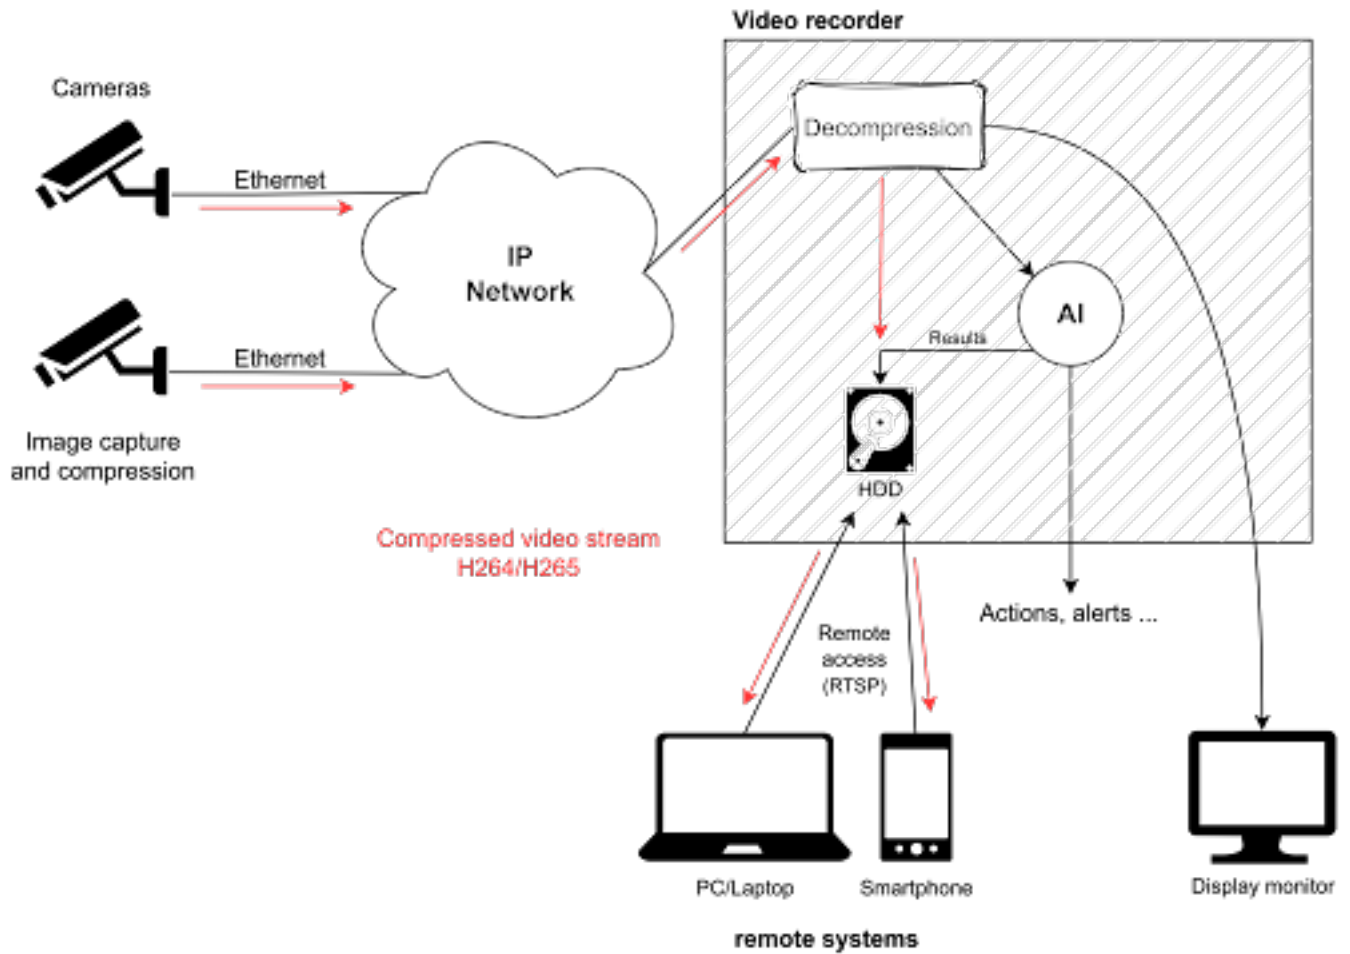 Video recorder
Cameras
Decompression
Ethernet
IP
Network
AI
Results
Ethernet
Image capture
and compression
HDD
Compressed video stream
H264/H265
Actions, alerts ...
Remote
access
(RTSP)
PC/Laptop
Smartphone
Display monitor
remote systems